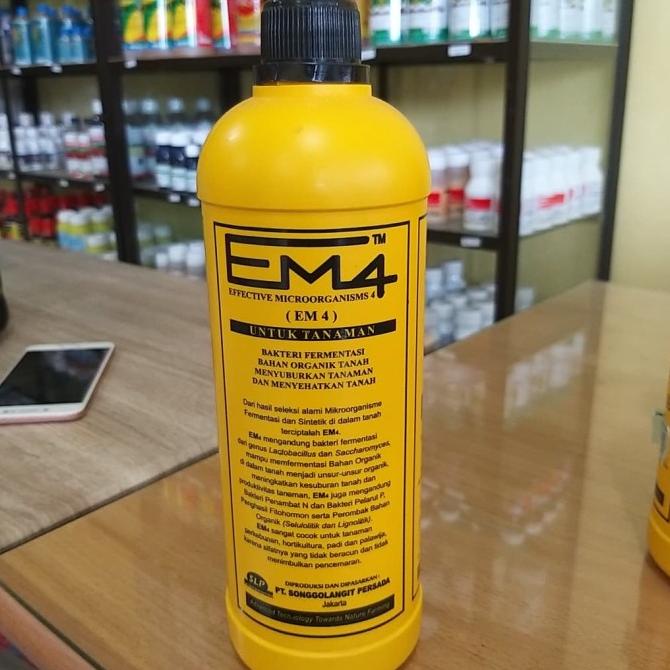 EM4 TM
EFFECTIVE MICROORGANISMS 4
( EM 4 )
UNTUK TANAMAN
BAKTERI FERMENTASI
BAHAN ORGANIK TANAH
MENYUBURKAN TANAMAN
DAN MENYEHATKAN TANAH
Dari hasil seleksi alami Mikroorganisme
Fermentasi dan Sintetik di dalam tanah
terciptalah EM4.
EM4 mengandung bakteri fermentasi
dari genus Lactobacillus dan Saccharomyces,
mampu memfermentasi Bahan Organik
di dalam tanah menjadi unsur-unsur organik,
meningkatkan kesuburan tanah dan
produktivitas tanaman, EM4 juga mengandung
Bakteri Penambat N dan Bakteri Pelarut P,
Penghasil Fitohormon serta Perombak Bahan
Organik (Selulolitik dan Lignolitik).
EM4 sangat cocok untuk tanaman
perkebunan, hortikultura, padi dan palawija,
karena sifatnya yang tidak beracun dan tidak
menimbulkan pencemaran.
SLP
DIPRODUKSI DAN DIPASARKAN :
PT. SONGGOLANGIT PERSADA
Jakarta
Advanced Technology Towards Nature Farming